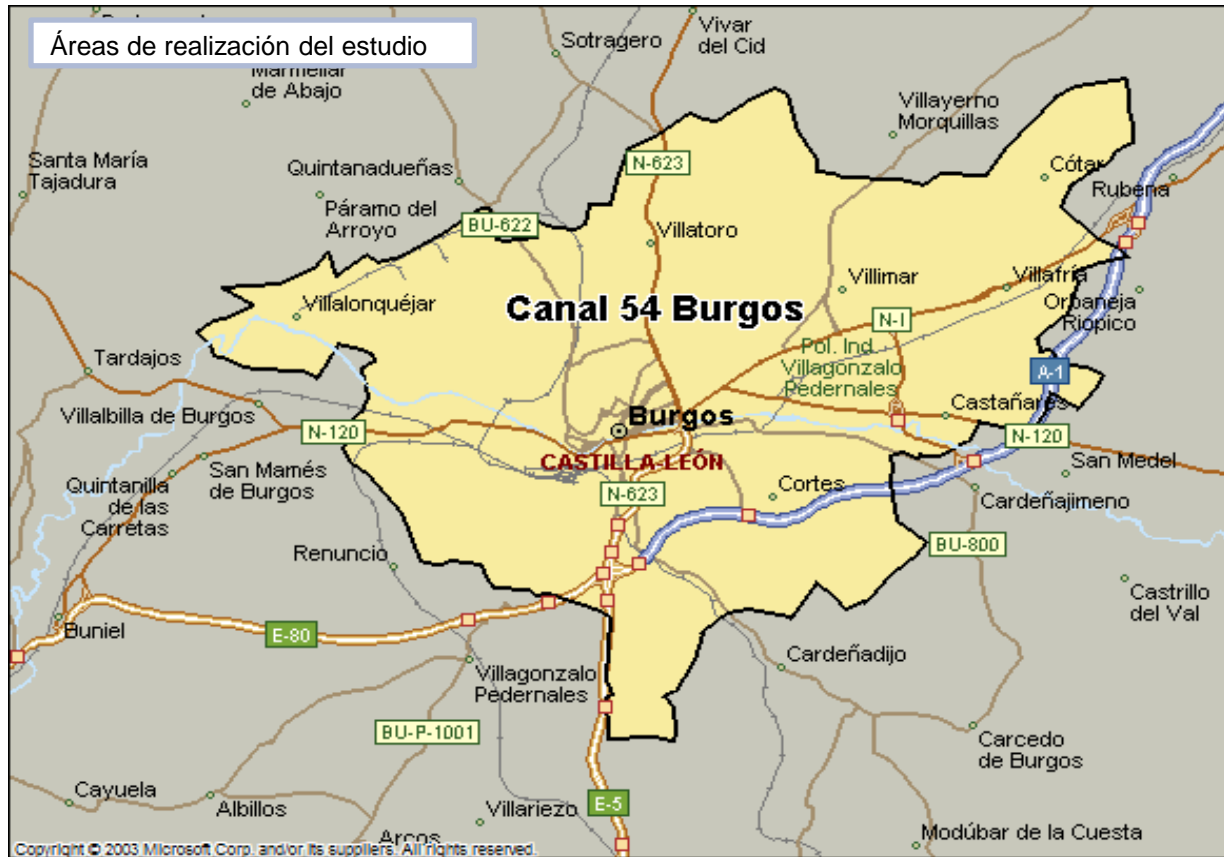 Áreas de realización del estudio
Sotragero
Vivar
del Cid
Marmellar
de Abajo
Villayerno
Morquillas
Santa María
Tajadura
Quintanadueñas
N-623
Cótar
Rubena
Páramo del
Arroyo
BU-622
Villatoro
Villimar
Villafría
Orbaneja
Riopico
Villalonquéjar
Canal 54 Burgos
N-I
Tardajos
Pol. Ind.
Villagonzalo
Pedernales
A-1
Villalbilla de Burgos
Burgos
Castañares
N-120
N-120
CASTILLA-LEÓN
San Mamés
de Burgos
San Medel
Quintanilla
de las
Carretas
N-623
Cortes
Cardeñajimeno
Renuncio
BU-800
Castrillo
del Val
Buniel
E-80
Villagonzalo
Pedernales
Cardeñadijo
BU-P-1001
Carcedo
de Burgos
Cayuela
Albillos
Villariezo
E-5
Arcos
Modúbar de la Cuesta
Copyright © 2003 Microsoft Corp. and/or its suppliers. All rights reserved.